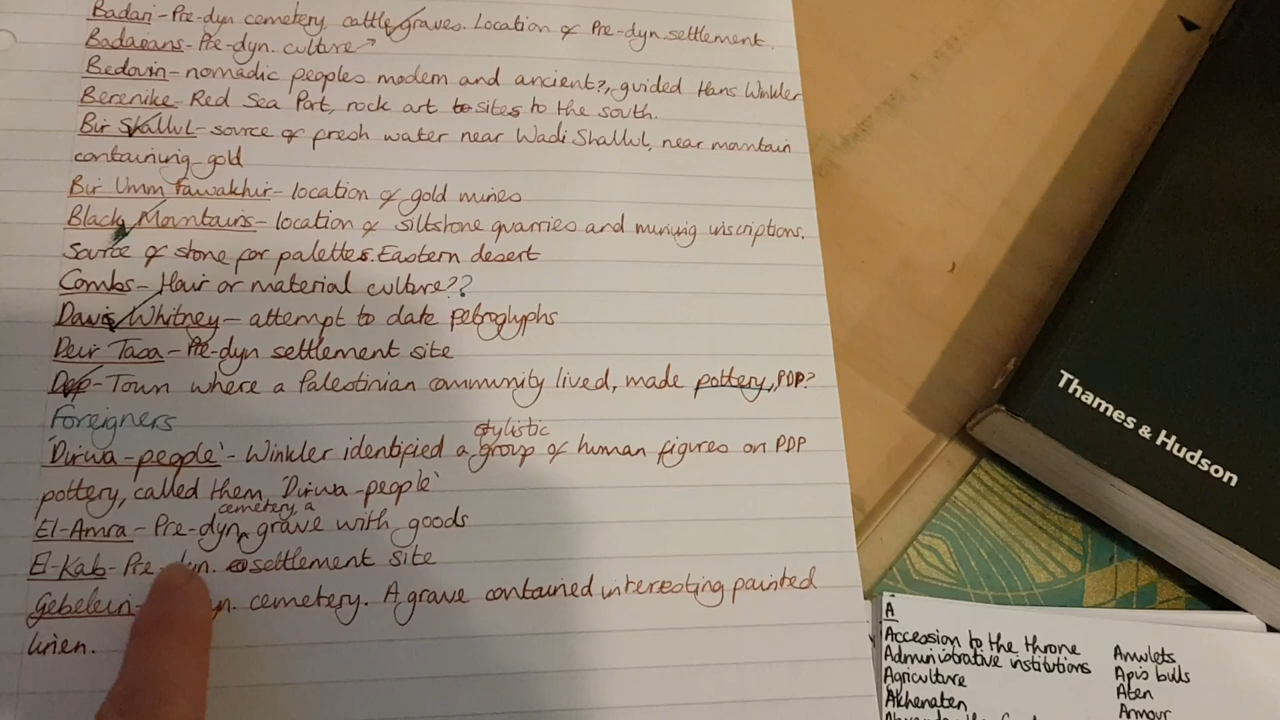 Badari - Pre-dyn cemetery, cattle graves. Location of Pre-dyn. settlement.
Badarians - Pre-dyn. culture →
Bedouin - nomadic peoples modern and ancient?, guided Hans Winkler
Berenike - Red Sea Port, rock art sites to the south.
Bir Shallul - source of fresh water near Wadi Shallul, near mountain
containing gold
Bir Umm Fawakhir - location of gold mines
Black Mountains - location of siltstone quarries and mining inscriptions.
Source of stone for palettes. Eastern desert
Combs - Hair or material culture??
Davis Whitney - attempt to date petroglyphs
Deir Tasa - Pre-dyn settlement site
Dep - Town where a Palestinian community lived, made pottery, PDP?
Foreigners
stylistic
'Dirwa-people' - Winkler identified a group of human figures on PDP
pottery, called them 'Dirwa-people'
cemetery, a
El-Amra - Pre-dyn grave with goods
El-Kab - Pre-dyn. settlement site
Gebelein - cemetery. A grave contained interesting painted
linen.
Thames & Hudson
A
Accession to the throne
Administrative institutions
Agriculture
Akhenaten
Amulets
Apis bulls
Aten
Armour